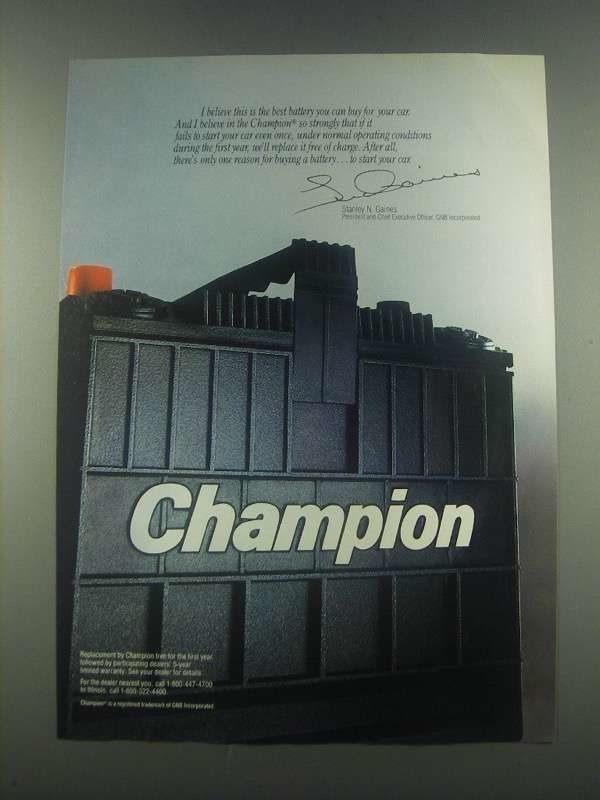 I believe this is the best battery you can buy for your car.
And I believe in the Champion® so strongly that if it
fails to start your car even once, under normal operating conditions
during the first year, we'll replace it free of charge. After all,
there's only one reason for buying a battery... to start your car.
Stanley N. Gaines
President and Chief Executive Officer, GNB Incorporated
Champion
Replacement by Champion free for the first year
followed by participating dealers' 5-year
limited warranty. See your dealer for details.
For the dealer nearest you, call 1-800-447-4700
In Illinois, call 1-800-322-4400
Champion® is a registered trademark of GNB Incorporated